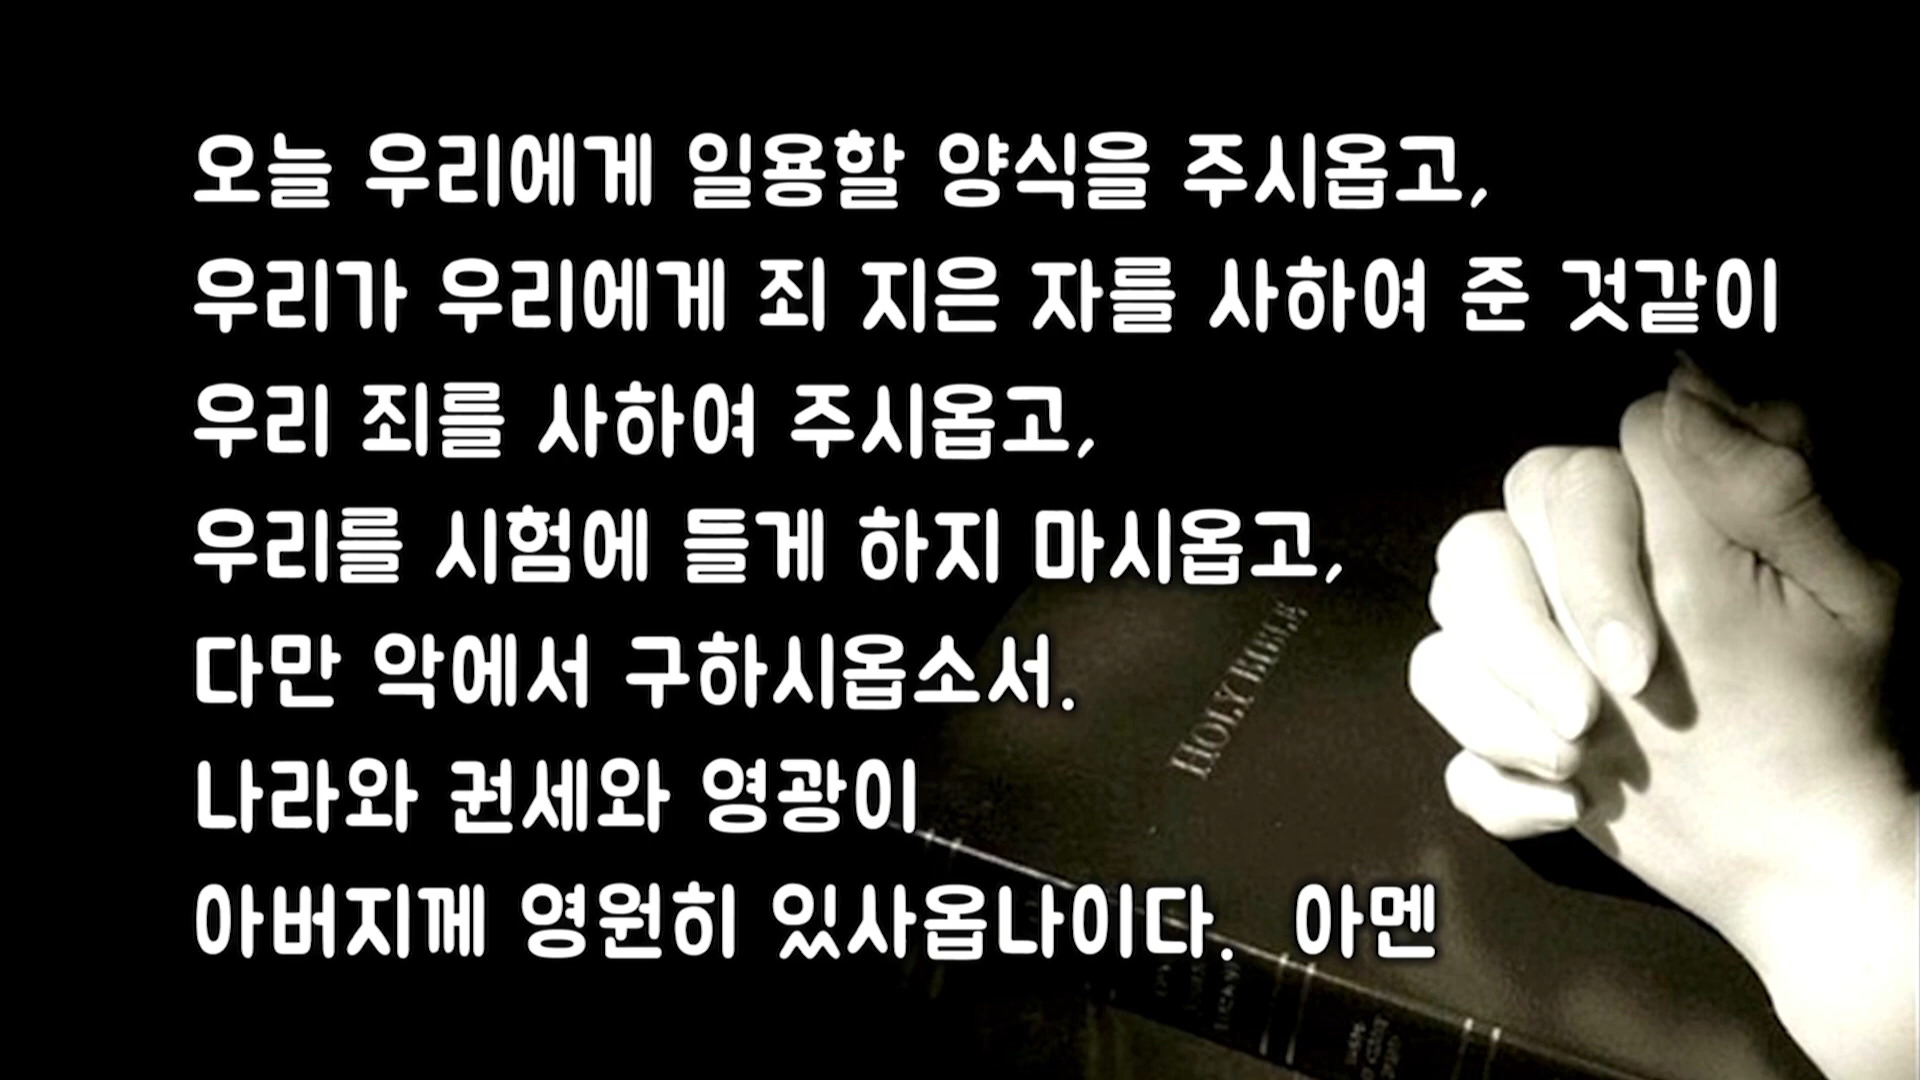 오늘 우리에게 일용할 양식을 주시옵고,
우리가 우리에게 죄 지은 자를 사하여 준 것같이
우리 죄를 사하여 주시옵고,
우리를 시험에 들게 하지 마시옵고,
다만 악에서 구하시옵소서.
나라와 권세와 영광이
아버지께 영원히 있사옵나이다. 아멘
HOLY BIBLE